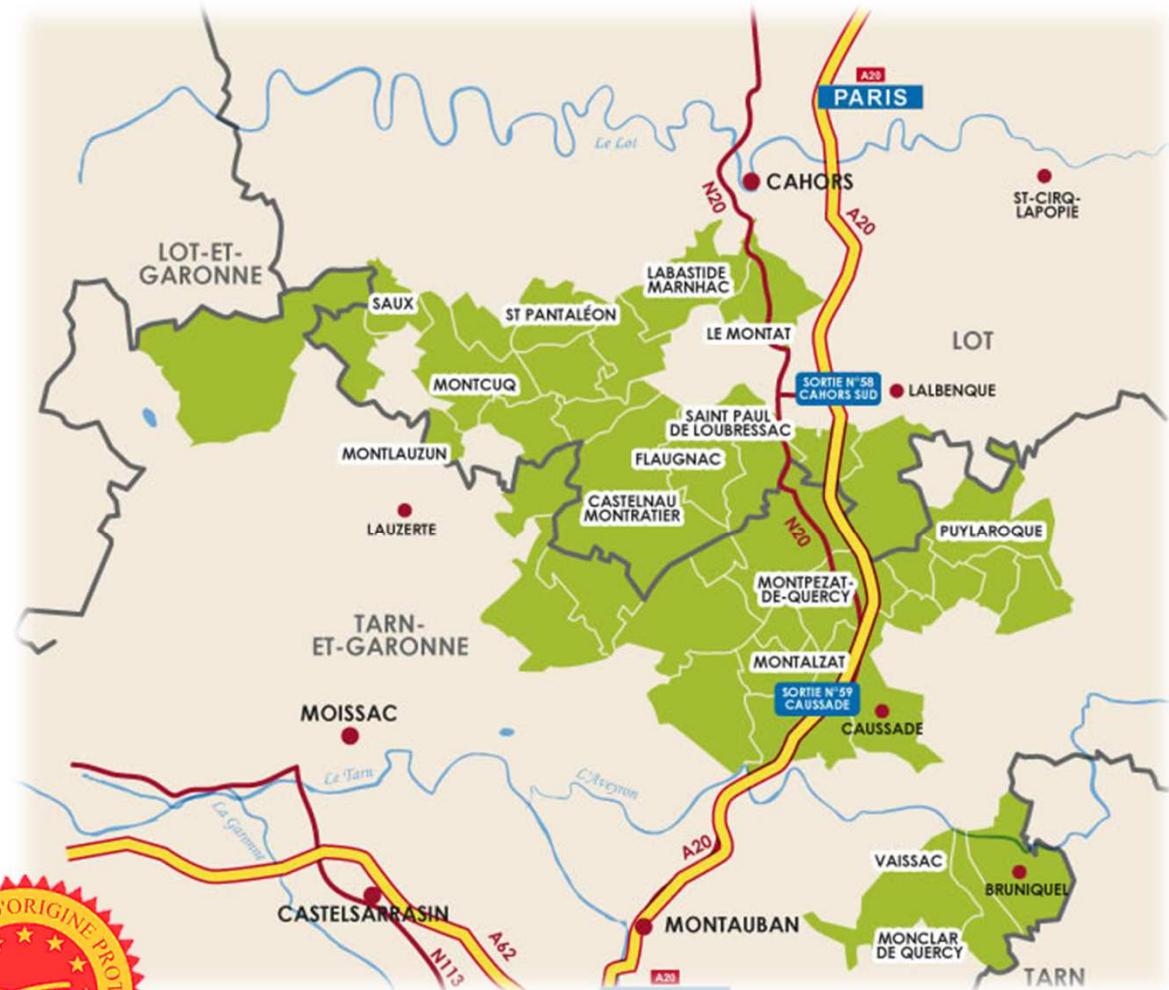 A20
PARIS
Le Lot
CAHORS
N20
ST-CIRQ-
LAPOPIE
A20
LOT-ET-
GARONNE
LABASTIDE
MARNHAC
SAUX
ST PANTALÉON
LE MONTAT
LOT
MONTCUQ
SORTIE N°58
CAHORS SUD
LALBENQUE
SAINT PAUL
DE LOUBRESSAC
MONTLAUZUN
FLAUGNAC
CASTELNAU
MONTRATIER
LAUZERTE
N20
PUYLAROQUE
MONTPEZAT-
DE-QUERCY
TARN-
ET-GARONNE
MONTALZAT
SORTIE N°59
CAUSSADE
MOISSAC
CAUSSADE
Le Tarn
L'Aveyron
La Garonne
A20
VAISSAC
BRUNIQUEL
CASTELSARRASIN
MONTAUBAN
A62
MONCLAR
DE QUERCY
N113
A20
TARN
D'ORIGINE